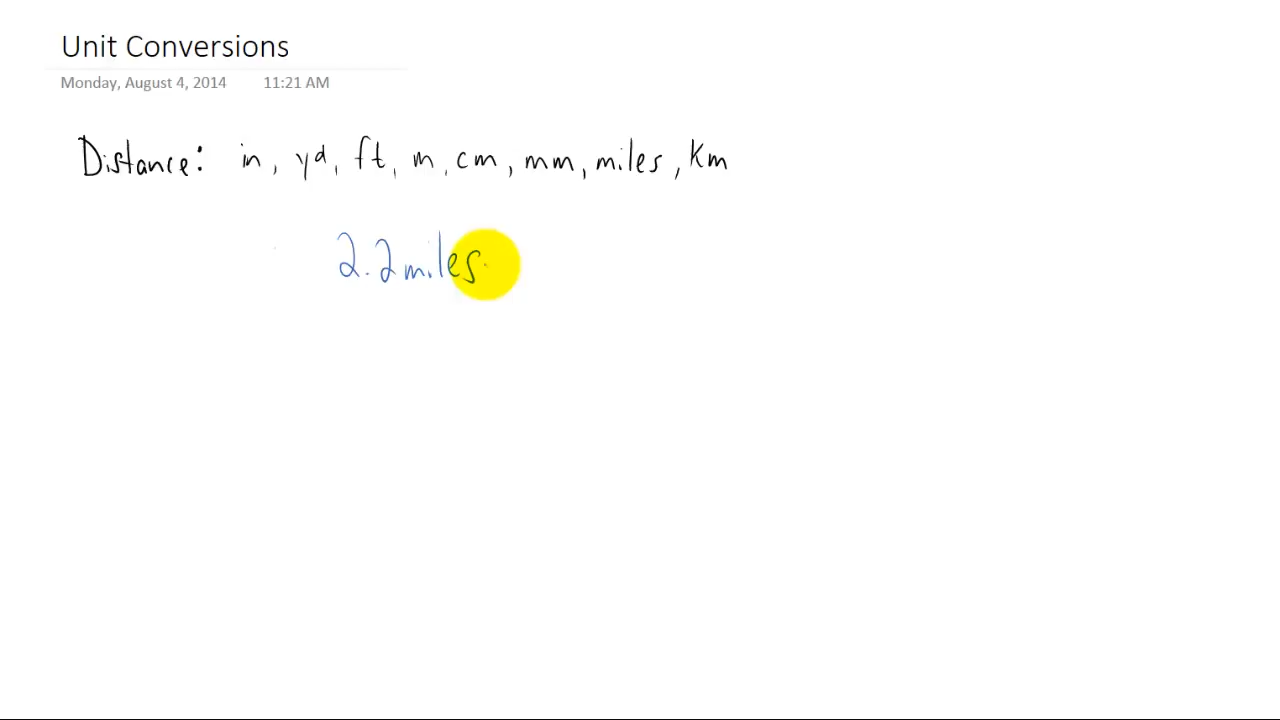 Unit Conversions
Monday, August 4, 2014 11:21 AM
Distance: in, yd, ft, m, cm, mm, miles, km
2.2 miles